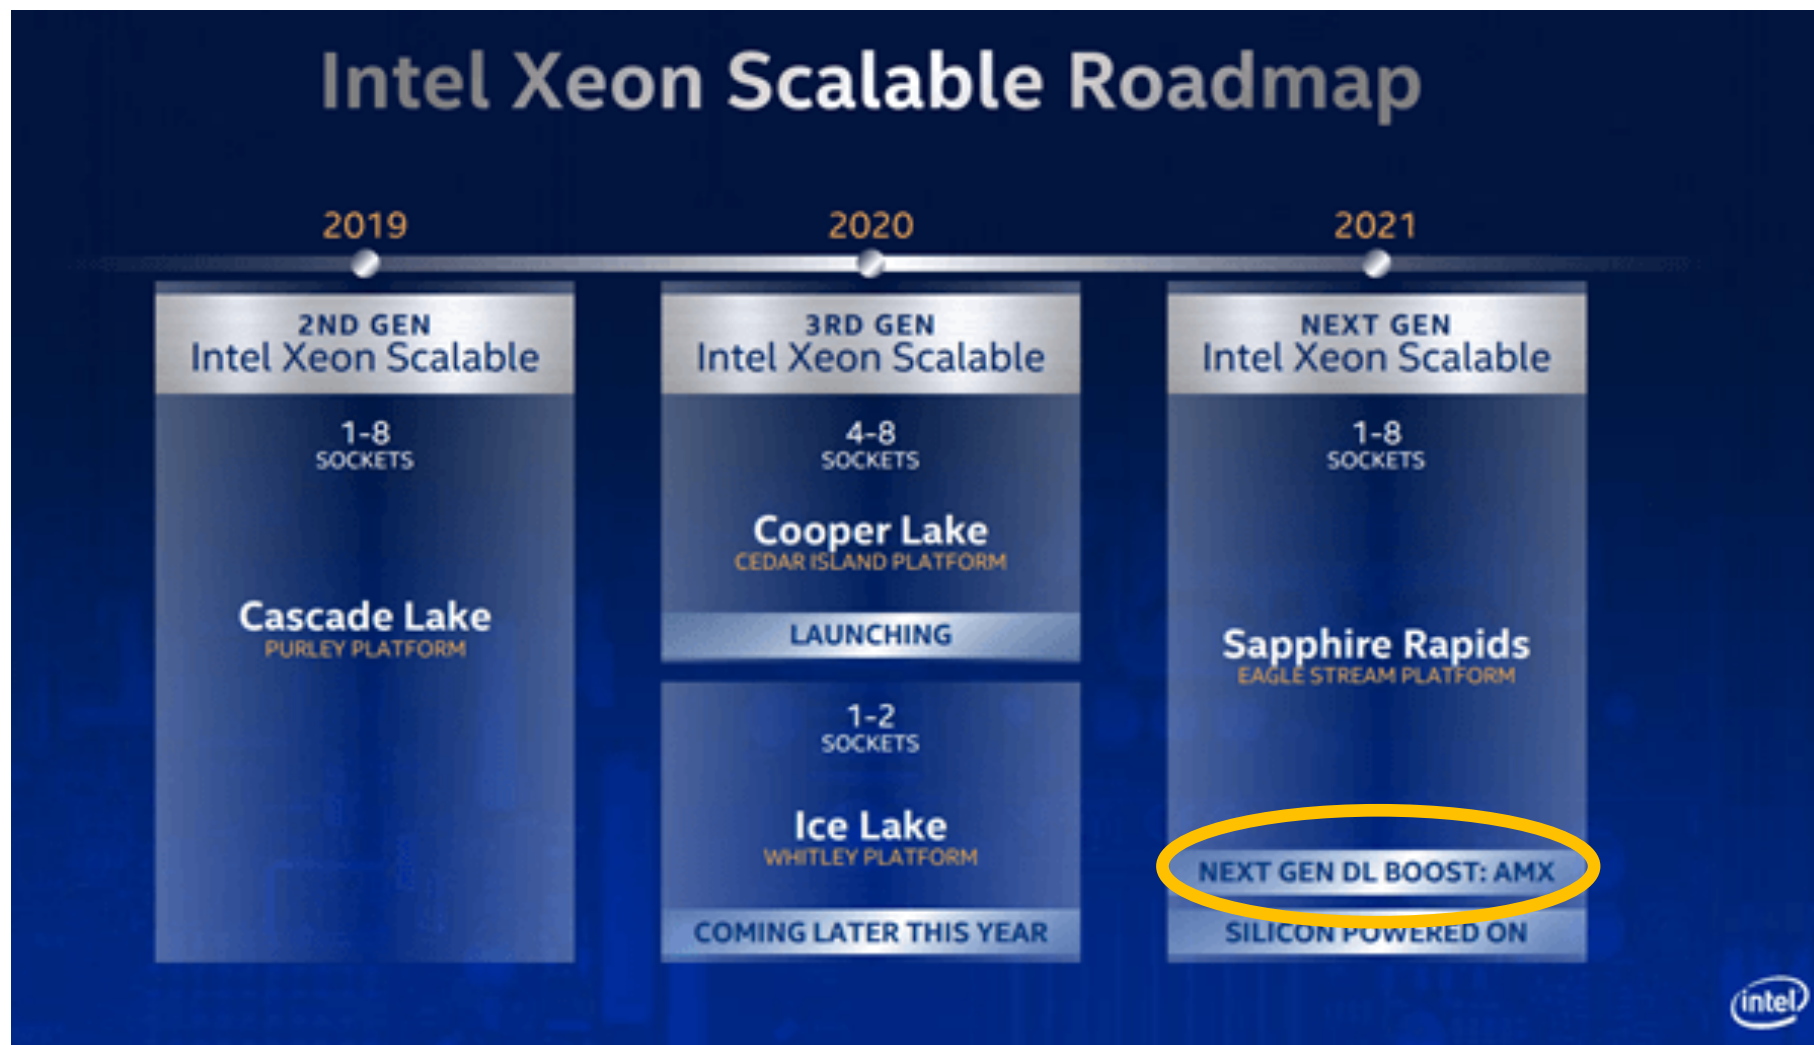 Intel Xeon Scalable Roadmap
2019
2020
2021
2ND GEN
Intel Xeon Scalable
1-8
SOCKETS
Cascade Lake
PURLEY PLATFORM
3RD GEN
Intel Xeon Scalable
4-8
SOCKETS
Cooper Lake
CEDAR ISLAND PLATFORM
LAUNCHING
1-2
SOCKETS
Ice Lake
WHITLEY PLATFORM
COMING LATER THIS YEAR
NEXT GEN
Intel Xeon Scalable
1-8
SOCKETS
Sapphire Rapids
EAGLE STREAM PLATFORM
NEXT GEN DL BOOST: AMX
SILICON POWERED ON
intel